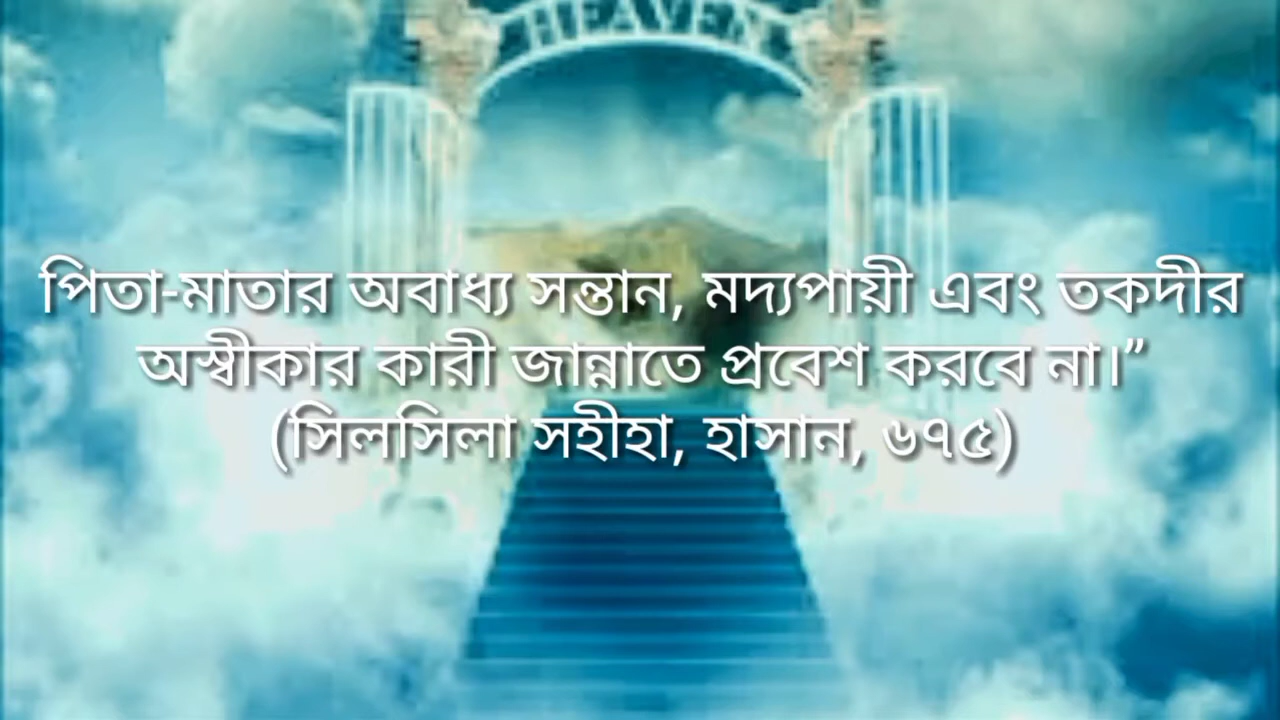 HEAVEN
পিতা-মাতার অবাধ্য সন্তান, মদ্যপায়ী এবং তকদীর
অস্বীকার কারী জান্নাতে প্রবেশ করবে না।”
(সিলসিলা সহীহা, হাসান, ৬৭৫)